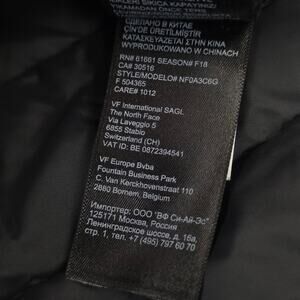 SIKICA KAPAYINIZ/
СДЕЛАНО В КИТАЕ
ÇİN'DE ÜRETİLMİŞTİR
ΚΑΤΑΣΚΕΥΑΖΕΤΑΙ ΣΤΗΝ ΚΙΝΑ
WYPRODUKOWANO W CHINACH
RN# 61661 SEASON# F18
CA# 30516
STYLE/MODELO# NF0A3C6G
F 504365
CARE# 1012
VF International SAGL
The North Face
Via Laveggio 5
6855 Stabio
Switzerland (CH)
VAT ID: BE 0872394541
VF Europe Bvba
Fountain Business Park
C. Van Kerckhovenstraat 110
2880 Bornem, Belgium
Импортер: ООО "ВФ Си-Ай-Эс"
125171 Москва, Россия
Ленинградское шоссе, д. 16а,
стр. 1, тел. +7 (495) 797 60 70